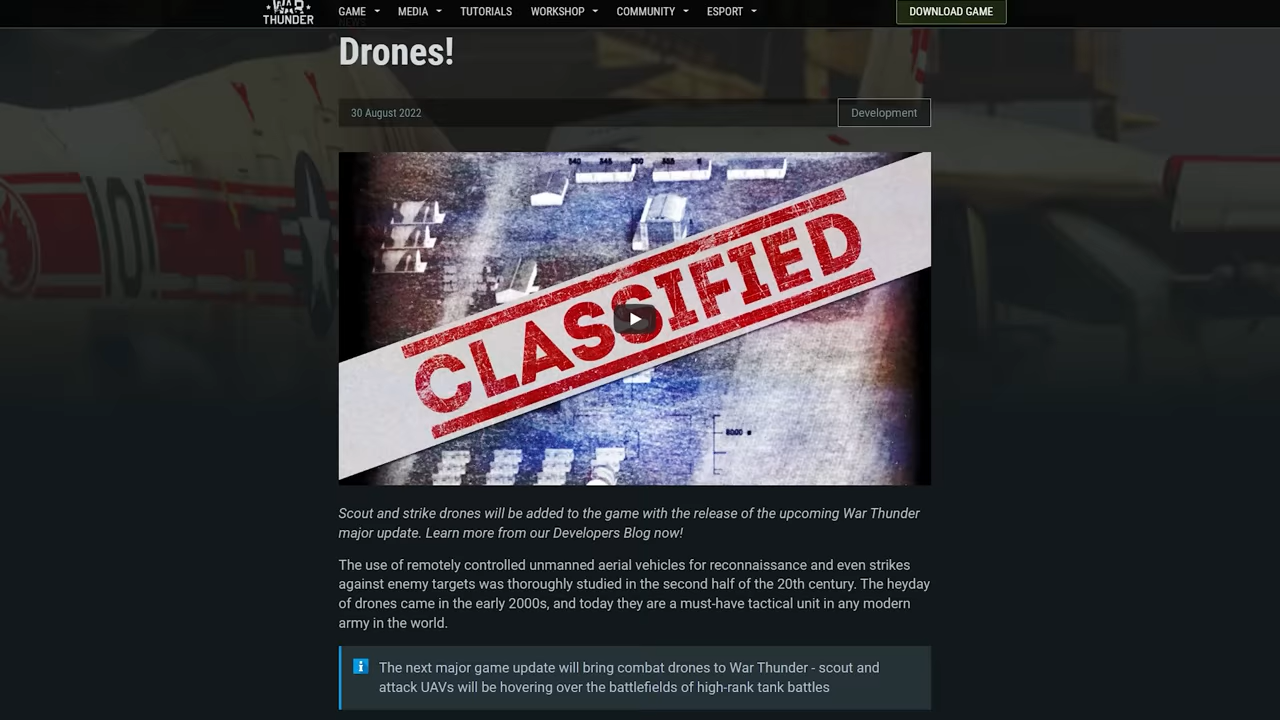 WAR
THUNDER
GAME
MEDIA
TUTORIALS
WORKSHOP
COMMUNITY
ESPORT
DOWNLOAD GAME
NEWS
Drones!
30 August 2022
Development
340 345 350 355
CLASSIFIED
Scout and strike drones will be added to the game with the release of the upcoming War Thunder
major update. Learn more from our Developers Blog now!
The use of remotely controlled unmanned aerial vehicles for reconnaissance and even strikes
against enemy targets was thoroughly studied in the second half of the 20th century. The heyday
of drones came in the early 2000s, and today they are a must-have tactical unit in any modern
army in the world.
The next major game update will bring combat drones to War Thunder - scout and
attack UAVs will be hovering over the battlefields of high-rank tank battles